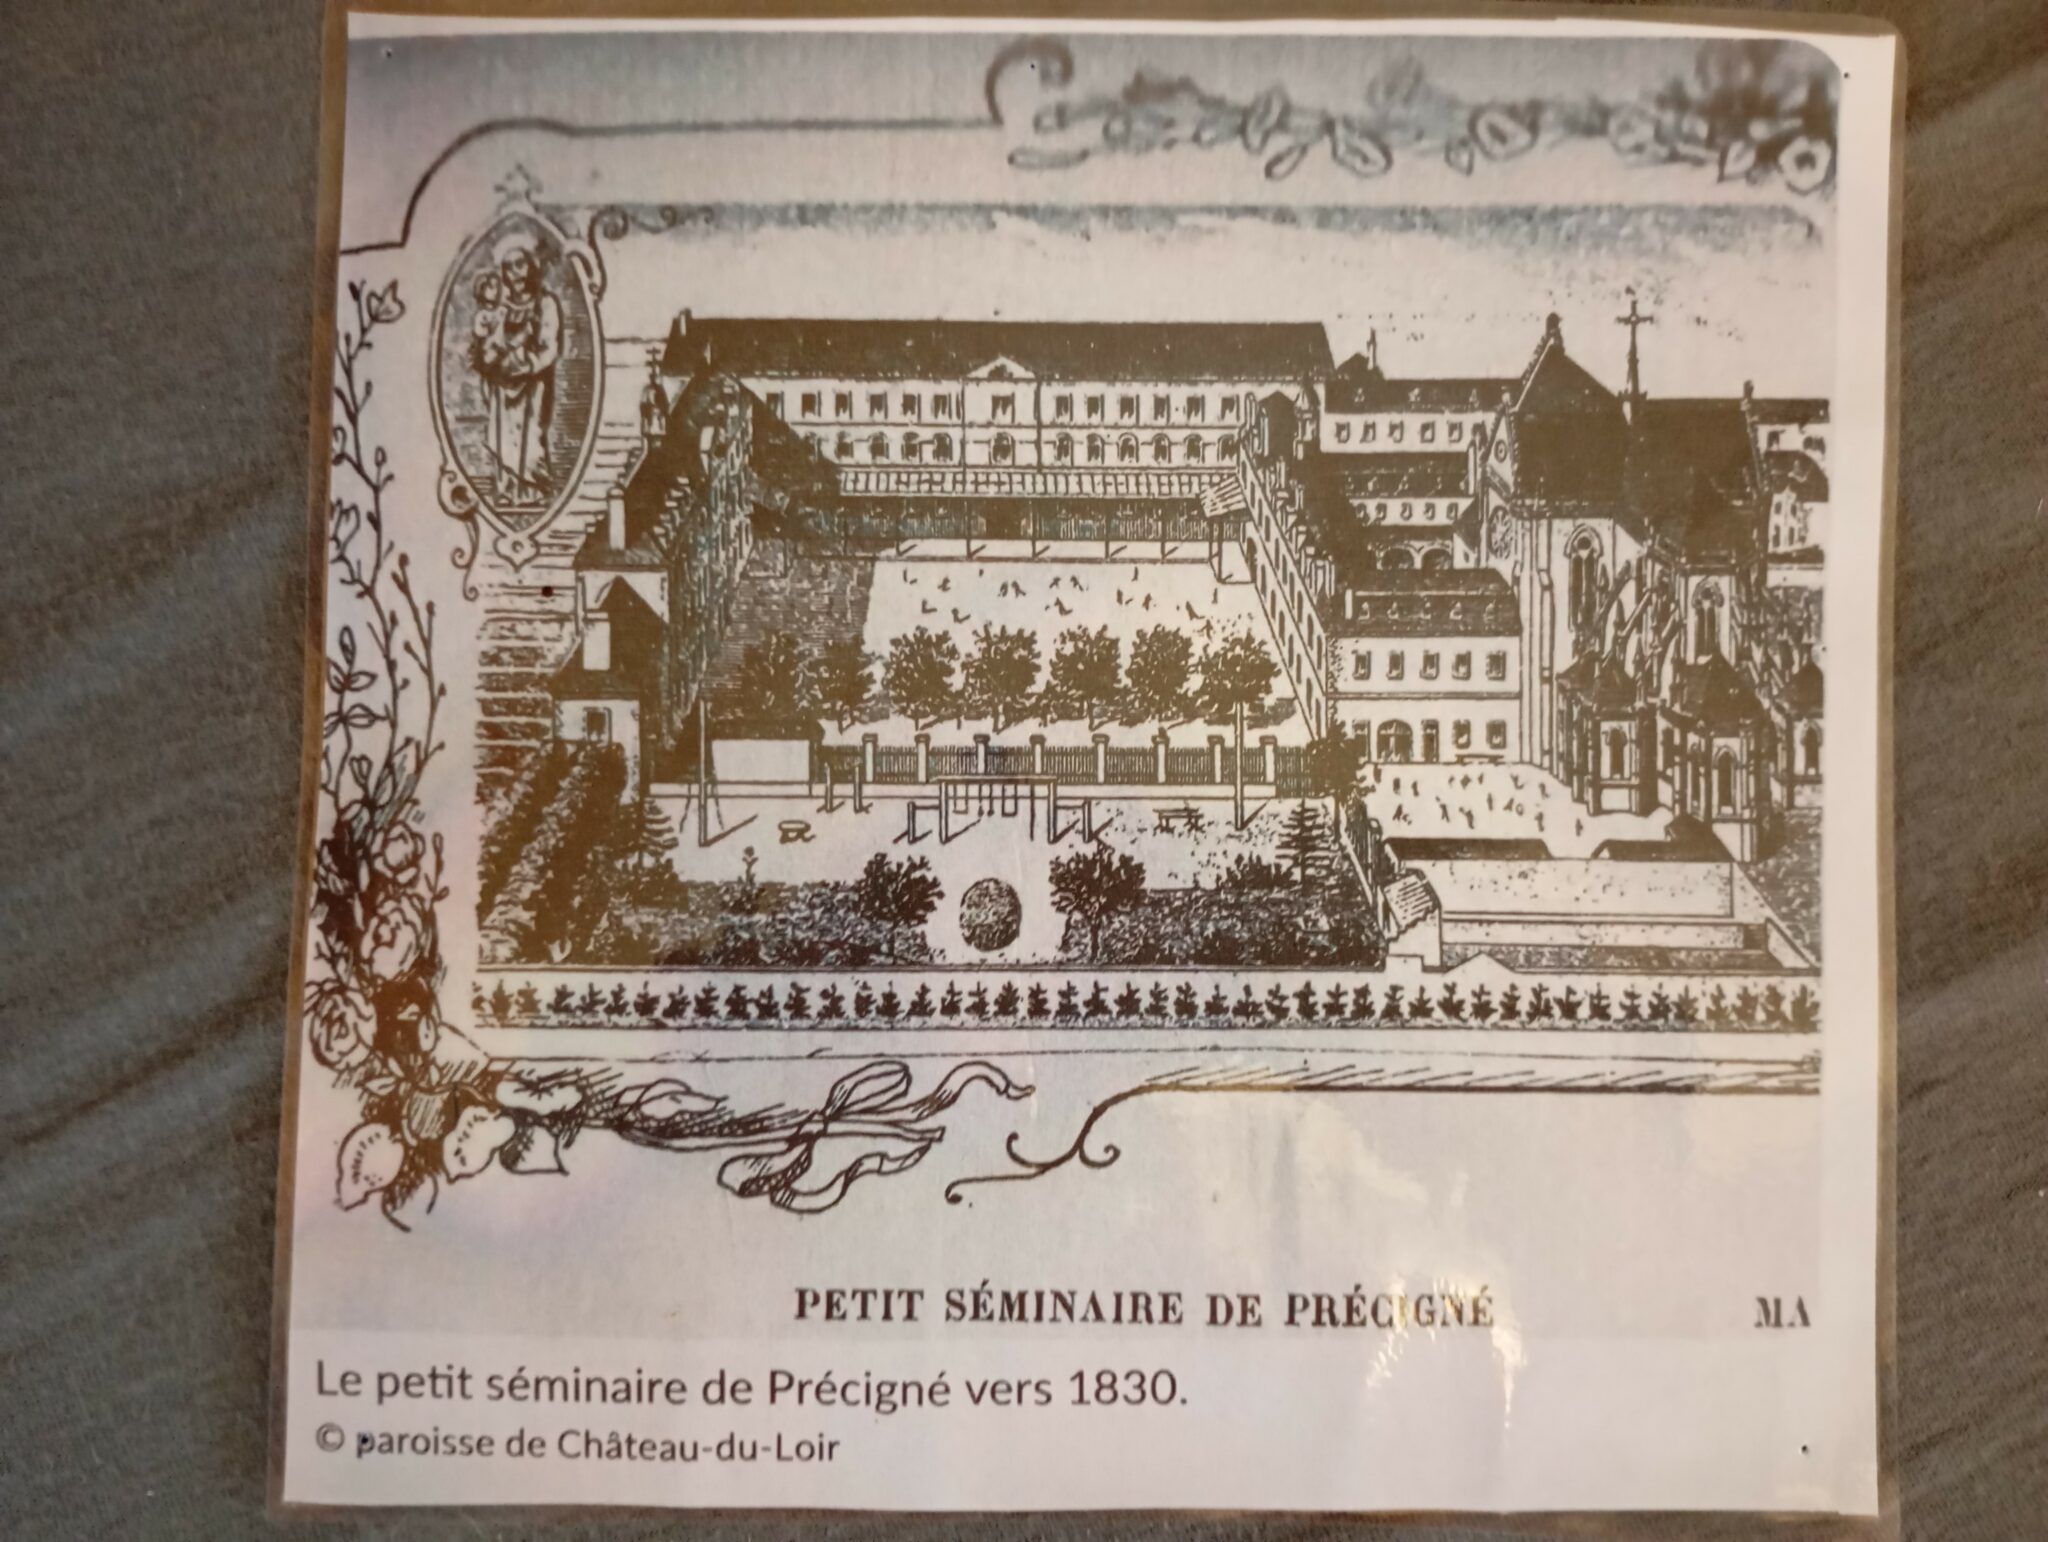 PETIT SÉMINAIRE DE PRÉCIGNÉ MA
Le petit séminaire de Précigné vers 1830.
© paroisse de Château-du-Loir